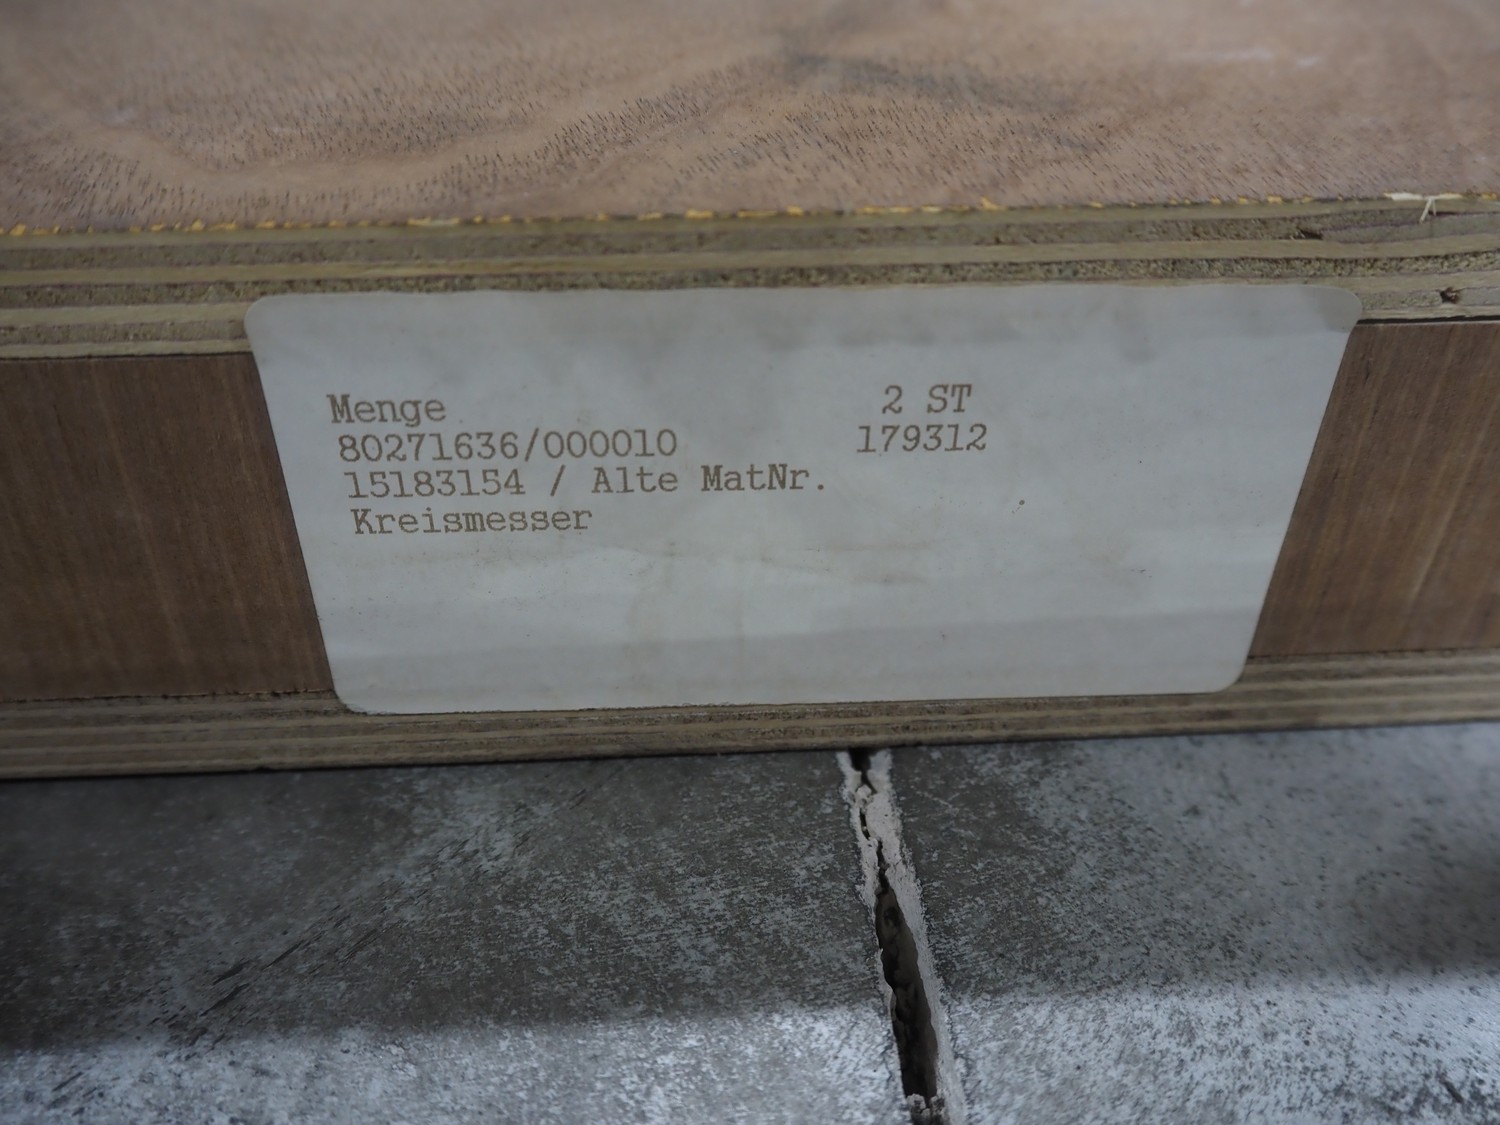 Menge 2 ST
80271636/000010 179312
15183154 / Alte MatNr.
Kreismesser